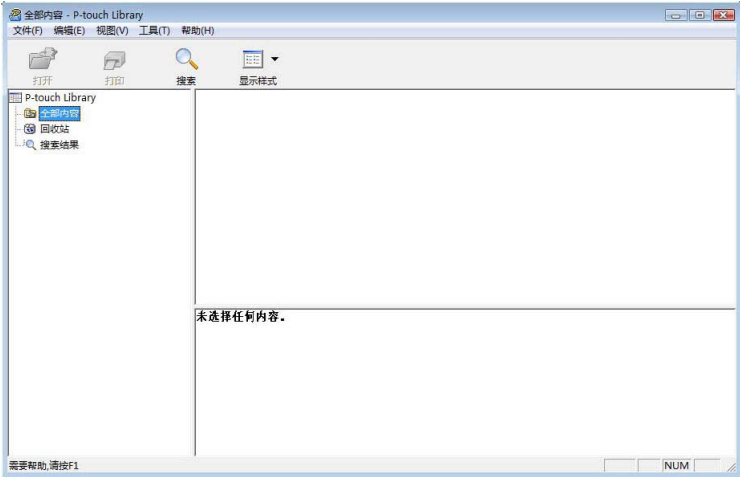 全部内容 - P-touch Library
文件(F) 编辑(E) 视图(V) 工具(T) 帮助(H)
打开 打印 搜索 显示样式
P-touch Library
全部内容
回收站
搜索结果
未选择任何内容。
需要帮助,请按F1
NUM